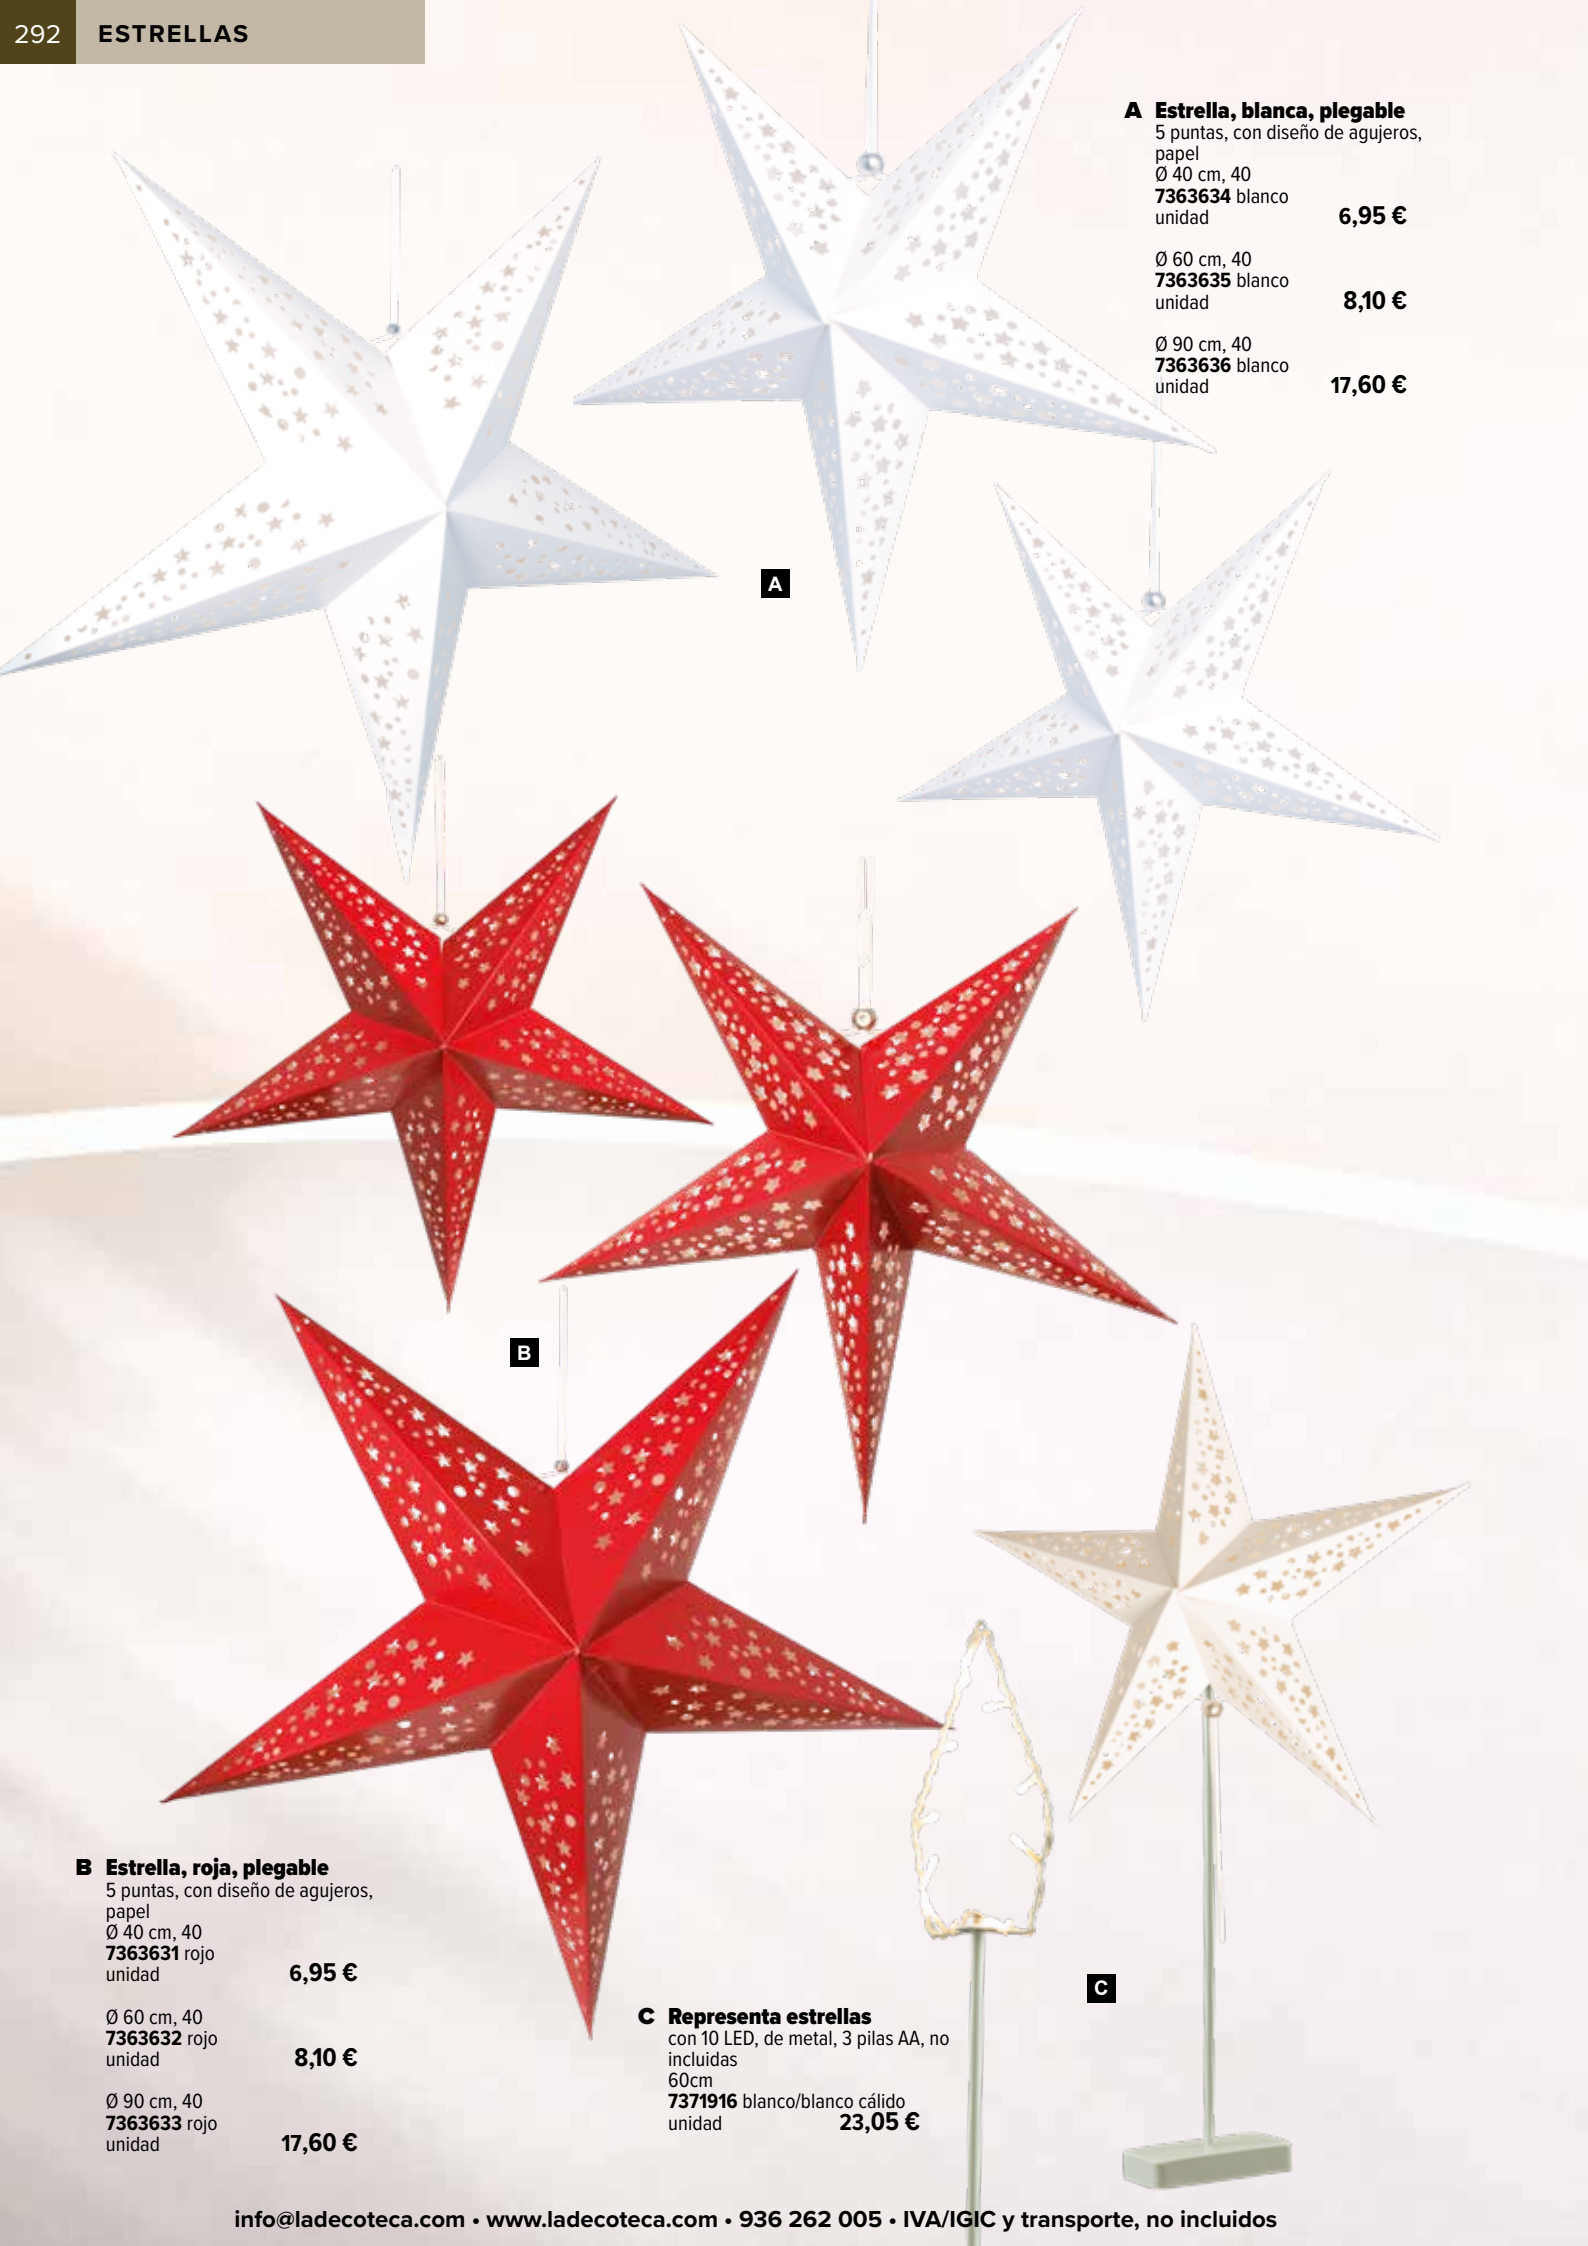 292 ESTRELLAS
A Estrella, blanca, plegable
5 puntas, con diseño de agujeros,
papel
Ø 40 cm, 40
7363634 blanco
unidad 6,95 €
Ø 60 cm, 40
7363635 blanco
unidad 8,10 €
Ø 90 cm, 40
7363636 blanco
unidad 17,60 €
A
B
B Estrella, roja, plegable
5 puntas, con diseño de agujeros,
papel
Ø 40 cm, 40
7363631 rojo
unidad 6,95 €
Ø 60 cm, 40
7363632 rojo
unidad 8,10 €
Ø 90 cm, 40
7363633 rojo
unidad 17,60 €
C
C Representa estrellas
con 10 LED, de metal, 3 pilas AA, no
incluidas
60cm
7371916 blanco/blanco cálido
unidad 23,05 €
info@ladecoteca.com • www.ladecoteca.com • 936 262 005 • IVA/IGIC y transporte, no incluidos